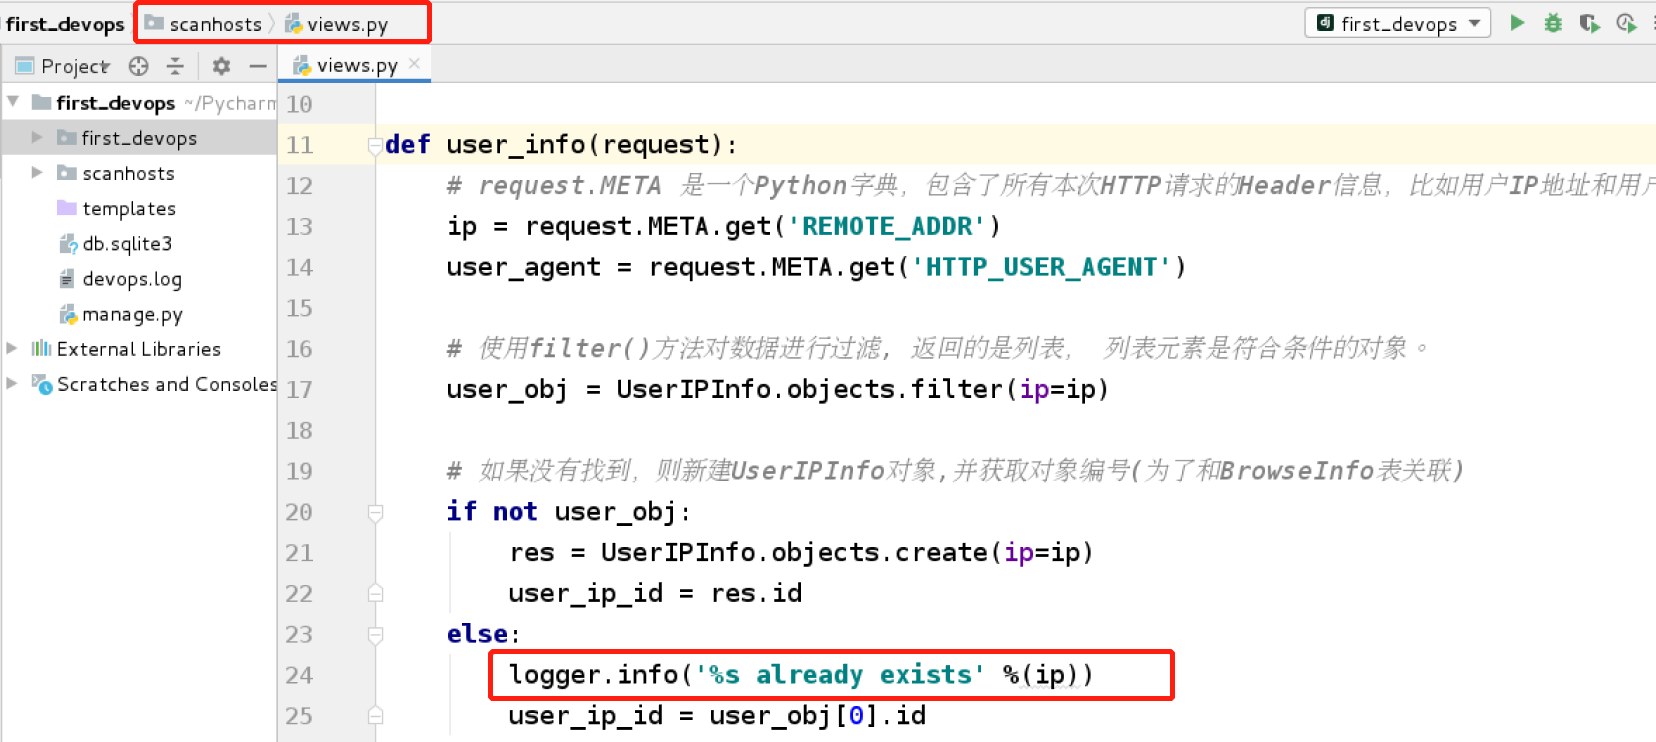 first_devops scanhosts views.py first_devops
Project views.py
first_devops ~/Pycharm
first_devops
scanhosts
templates
db.sqlite3
devops.log
manage.py
External Libraries
Scratches and Consoles
10
11 def user_info(request):
12 # request.META 是一个Python字典，包含了所有本次HTTP请求的Header信息，比如用户IP地址和用户
13 ip = request.META.get('REMOTE_ADDR')
14 user_agent = request.META.get('HTTP_USER_AGENT')
15
16 # 使用filter()方法对数据进行过滤, 返回的是列表， 列表元素是符合条件的对象。
17 user_obj = UserIPInfo.objects.filter(ip=ip)
18
19 # 如果没有找到，则新建UserIPInfo对象,并获取对象编号(为了和BrowseInfo表关联)
20 if not user_obj:
21 res = UserIPInfo.objects.create(ip=ip)
22 user_ip_id = res.id
23 else:
24 logger.info('%s already exists' %(ip))
25 user_ip_id = user_obj[0].id